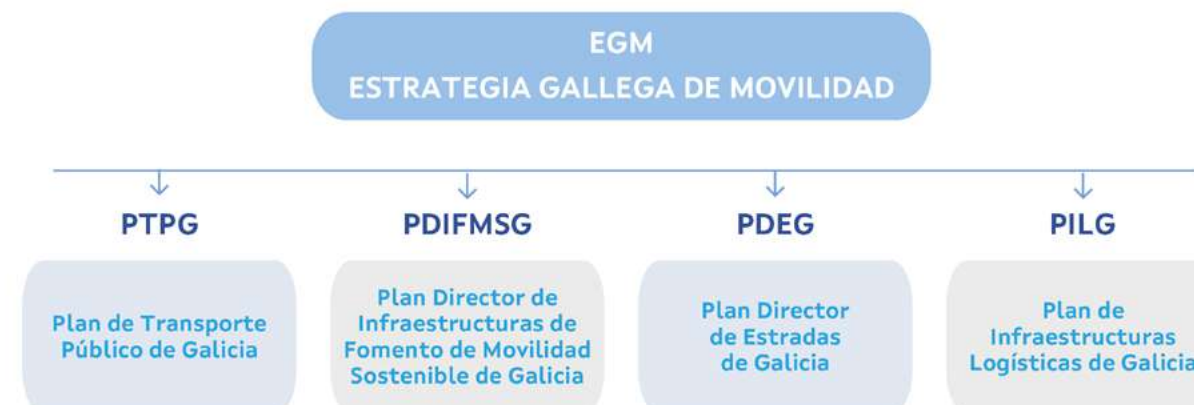 EGM
ESTRATEGIA GALLEGA DE MOVILIDAD
PTPG
Plan de Transporte
Público de Galicia
PDIFMSG
Plan Director de
Infraestructuras de
Fomento de Movilidad
Sostenible de Galicia
PDEG
Plan Director
de Estradas
de Galicia
PILG
Plan de
Infraestructuras
Logísticas de Galicia